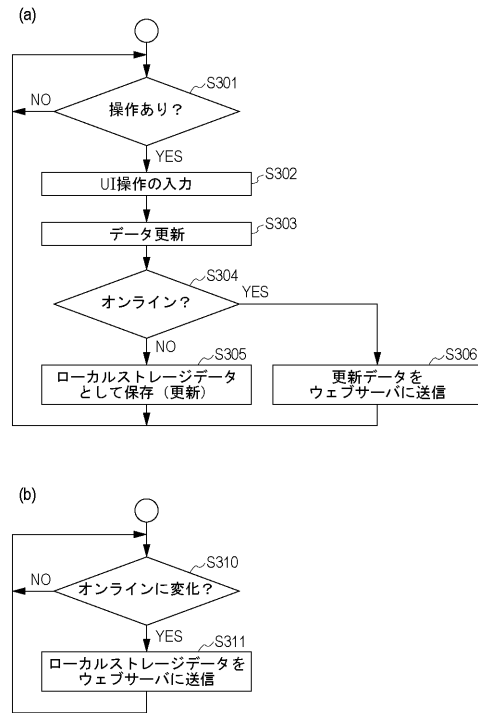 (a)
S301
操作あり？
NO
YES
S302
UI操作の入力
S303
データ更新
S304
オンライン？
YES
NO
S305
ローカルストレージデータ
として保存（更新）
S306
更新データを
ウェブサーバに送信
(b)
S310
オンラインに変化？
NO
YES
S311
ローカルストレージデータを
ウェブサーバに送信